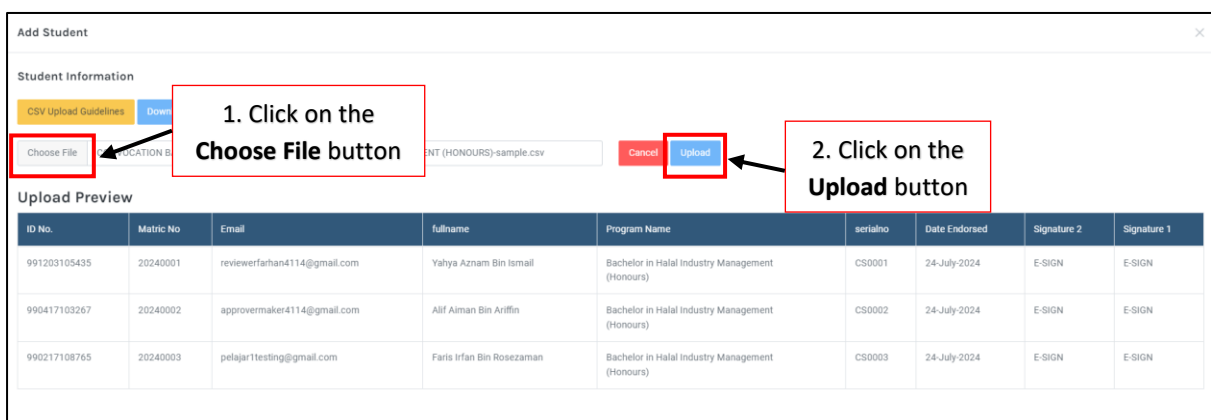 Add Student
Student Information
CSV Upload Guidelines Down
1. Click on the
Choose File button
Choose File
ENT (HONOURS)-sample.csv
Cancel Upload
2. Click on the
Upload button
Upload Preview
ID No. Matric No Email fullname Program Name serialno Date Endorsed Signature 2 Signature 1
991203105435 20240001 reviewerfarhan4114@gmail.com Yahya Aznam Bin Ismail Bachelor in Halal Industry Management CS0001 24-July-2024 E-SIGN E-SIGN
(Honours)
990417103267 20240002 approvermaker4114@gmail.com Alif Aiman Bin Ariffin Bachelor in Halal Industry Management CS0002 24-July-2024 E-SIGN E-SIGN
(Honours)
990217108765 20240003 pelajar1testing@gmail.com Faris Irfan Bin Rosezaman Bachelor in Halal Industry Management CS0003 24-July-2024 E-SIGN E-SIGN
(Honours)